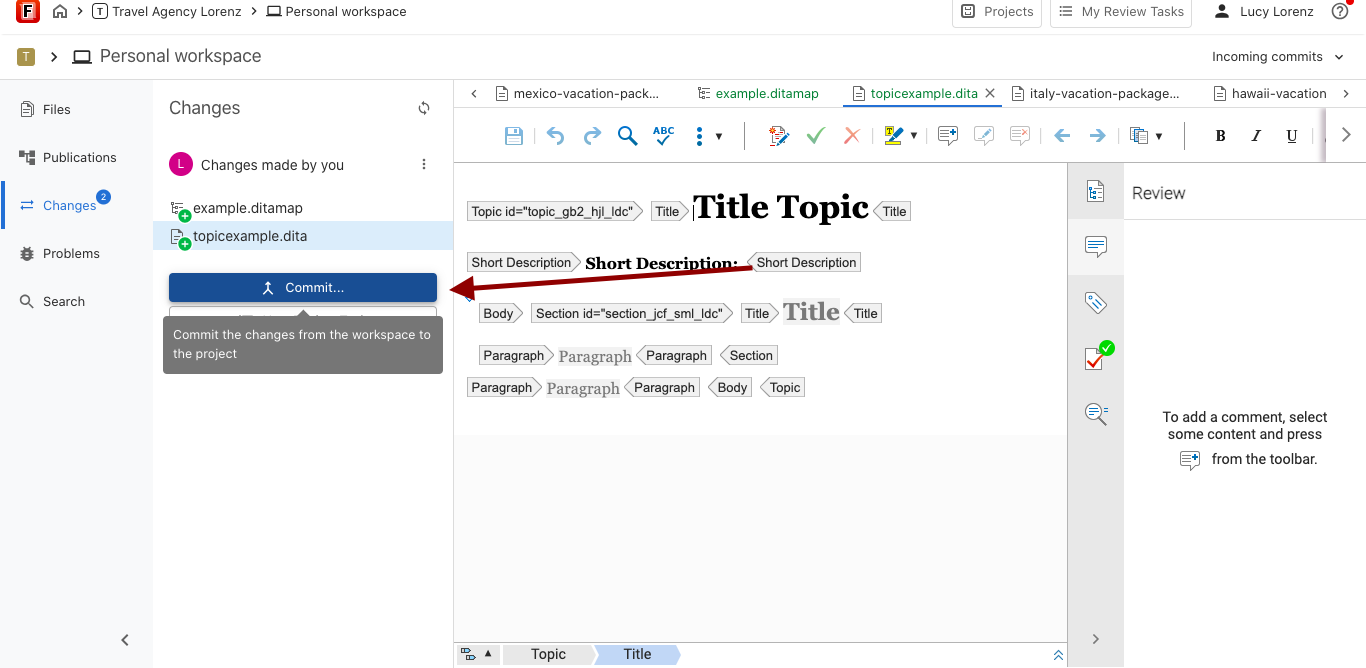 F
T Travel Agency Lorenz
Personal workspace
Projects
My Review Tasks
Lucy Lorenz
T
Personal workspace
Incoming commits
Files
Publications
Changes 2
Problems
Search
Changes
L Changes made by you
example.ditamap
topicexample.dita
Commit...
Commit the changes from the workspace to
the project
mexico-vacation-pack...
example.ditamap
topicexample.dita
italy-vacation-package...
hawaii-vacation
ABC
T
B I U
Topic id="topic_gb2_hjl_ldc" Title Title Topic Title
Short Description Short Description: Short Description
Body Section id="section_jcf_sml_ldc" Title Title Title
Paragraph Paragraph Paragraph Section
Paragraph Paragraph Paragraph Body Topic
Topic
Title
Review
To add a comment, select
some content and press
from the toolbar.